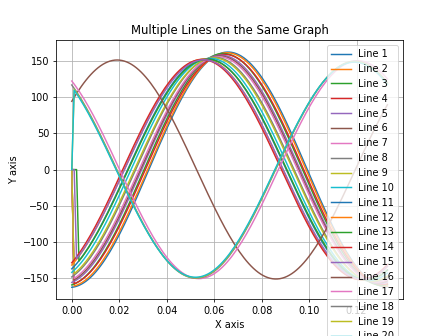 Multiple Lines on the Same Graph
Y axis
150
100
50
0
−50
−100
−150
0.00
0.02
0.04
0.06
0.08
0.10
X axis
Line 1
Line 2
Line 3
Line 4
Line 5
Line 6
Line 7
Line 8
Line 9
Line 10
Line 11
Line 12
Line 13
Line 14
Line 15
Line 16
Line 17
Line 18
Line 19
Line 20